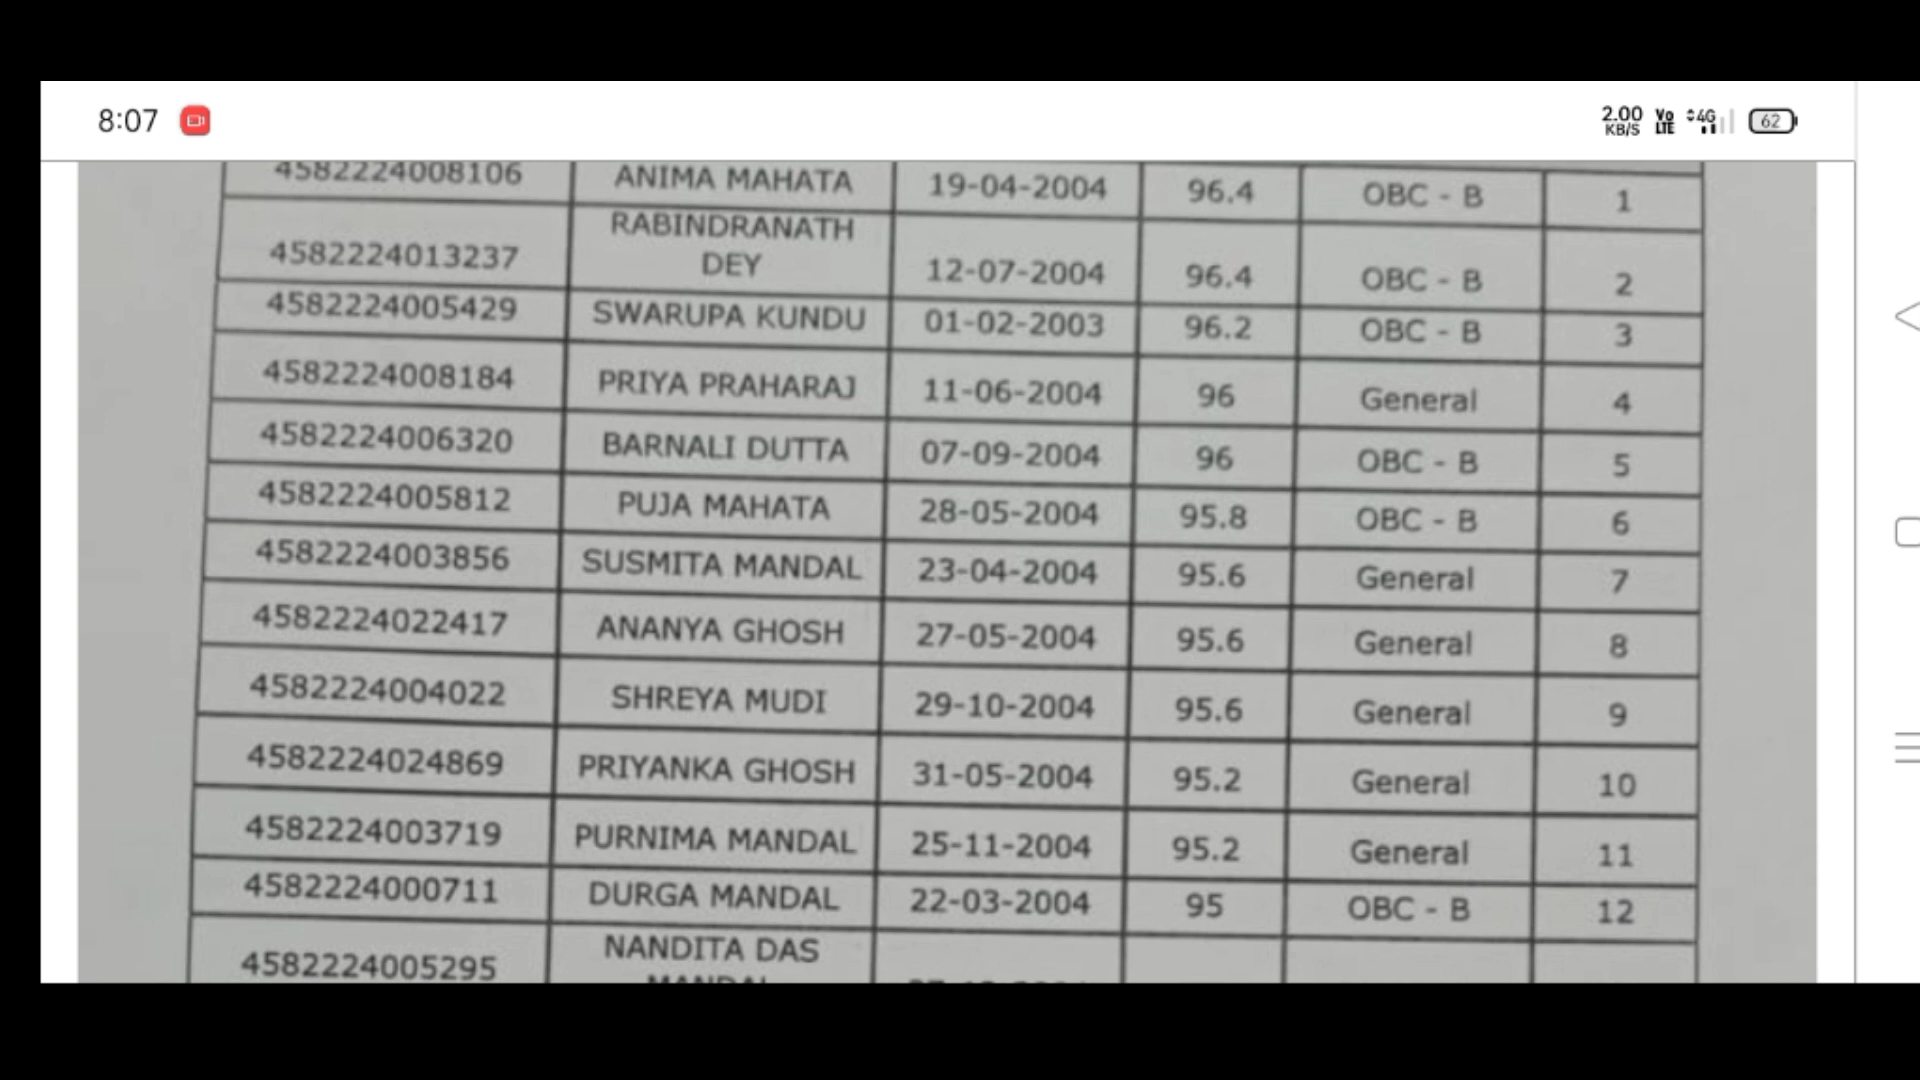 8:07 2.00 KB/S Vo LTE 4G 62
4582224008106 ANIMA MAHATA 19-04-2004 96.4 OBC - B 1
4582224013237 RABINDRANATH DEY 12-07-2004 96.4 OBC - B 2
4582224005429 SWARUPA KUNDU 01-02-2003 96.2 OBC - B 3
4582224008184 PRIYA PRAHARAJ 11-06-2004 96 General 4
4582224006320 BARNALI DUTTA 07-09-2004 96 OBC - B 5
4582224005812 PUJA MAHATA 28-05-2004 95.8 OBC - B 6
4582224003856 SUSMITA MANDAL 23-04-2004 95.6 General 7
4582224022417 ANANYA GHOSH 27-05-2004 95.6 General 8
4582224004022 SHREYA MUDI 29-10-2004 95.6 General 9
4582224024869 PRIYANKA GHOSH 31-05-2004 95.2 General 10
4582224003719 PURNIMA MANDAL 25-11-2004 95.2 General 11
4582224000711 DURGA MANDAL 22-03-2004 95 OBC - B 12
4582224005295 NANDITA DAS
MANDAL